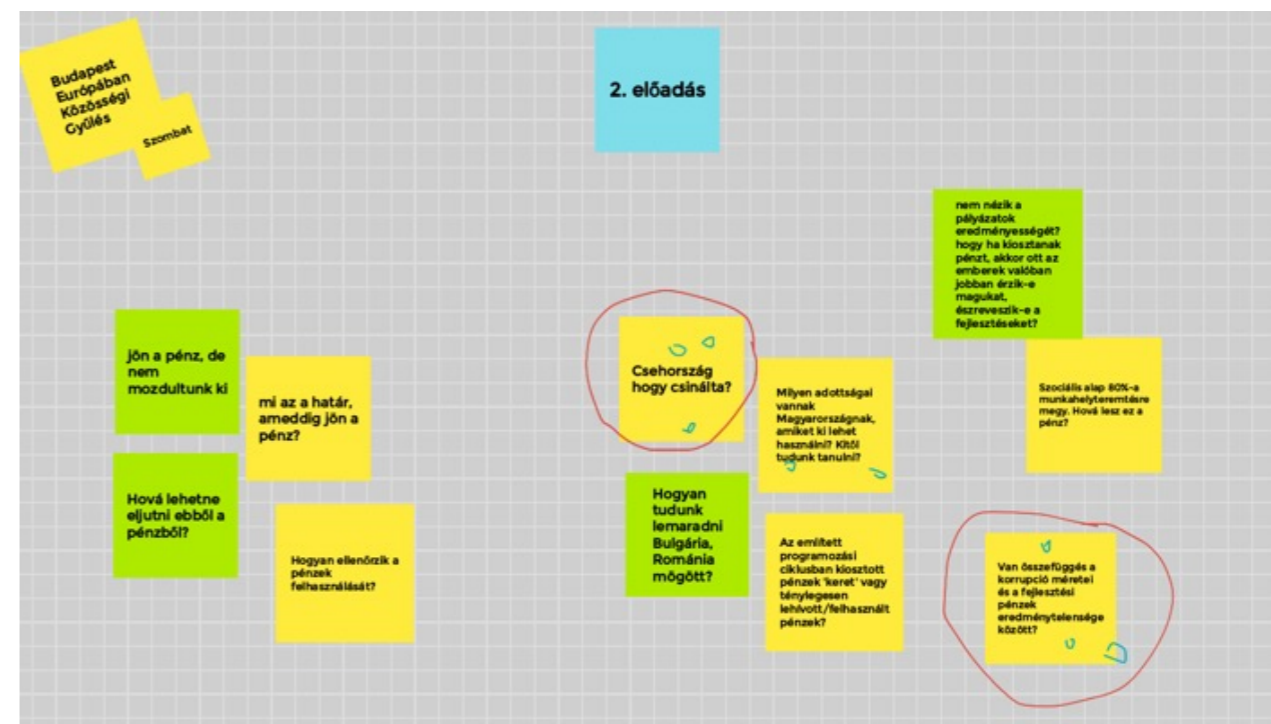 Budapest
Európában
Közösségi
Gyűlés
Szombat
2. előadás
jön a pénz, de
nem
mozdultunk ki
mi az a határ,
ameddig jön a
pénz?
Hová lehetne
eljutni ebből a
pénzből?
Hogyan ellenőrzik a
pénzek
felhasználását?
Csehország
hogy csinálta?
Milyen adottságai
vannak
Magyarországnak,
amiket ki lehet
használni? Kitől
tudunk tanulni?
Hogyan
tudunk
lemaradni
Bulgária,
Románia
mögött?
Az említett
programozási
ciklusban kiosztott
pénzek 'keret' vagy
ténylegesen
lehívott/felhasznált
pénzek?
nem nézik a
pályázatok
eredményességét?
hogy ha kiosztanak
pénzt, akkor ott az
emberek valóban
jobban érzik-e
magukat,
észreveszik-e a
fejlesztéseket?
Szociális alap 80%-a
munkahelyteremtésre
megy. Hová lesz ez a
pénz?
Van összefüggés a
korrupció méretei
és a fejlesztési
pénzek
eredménytelensége
között?